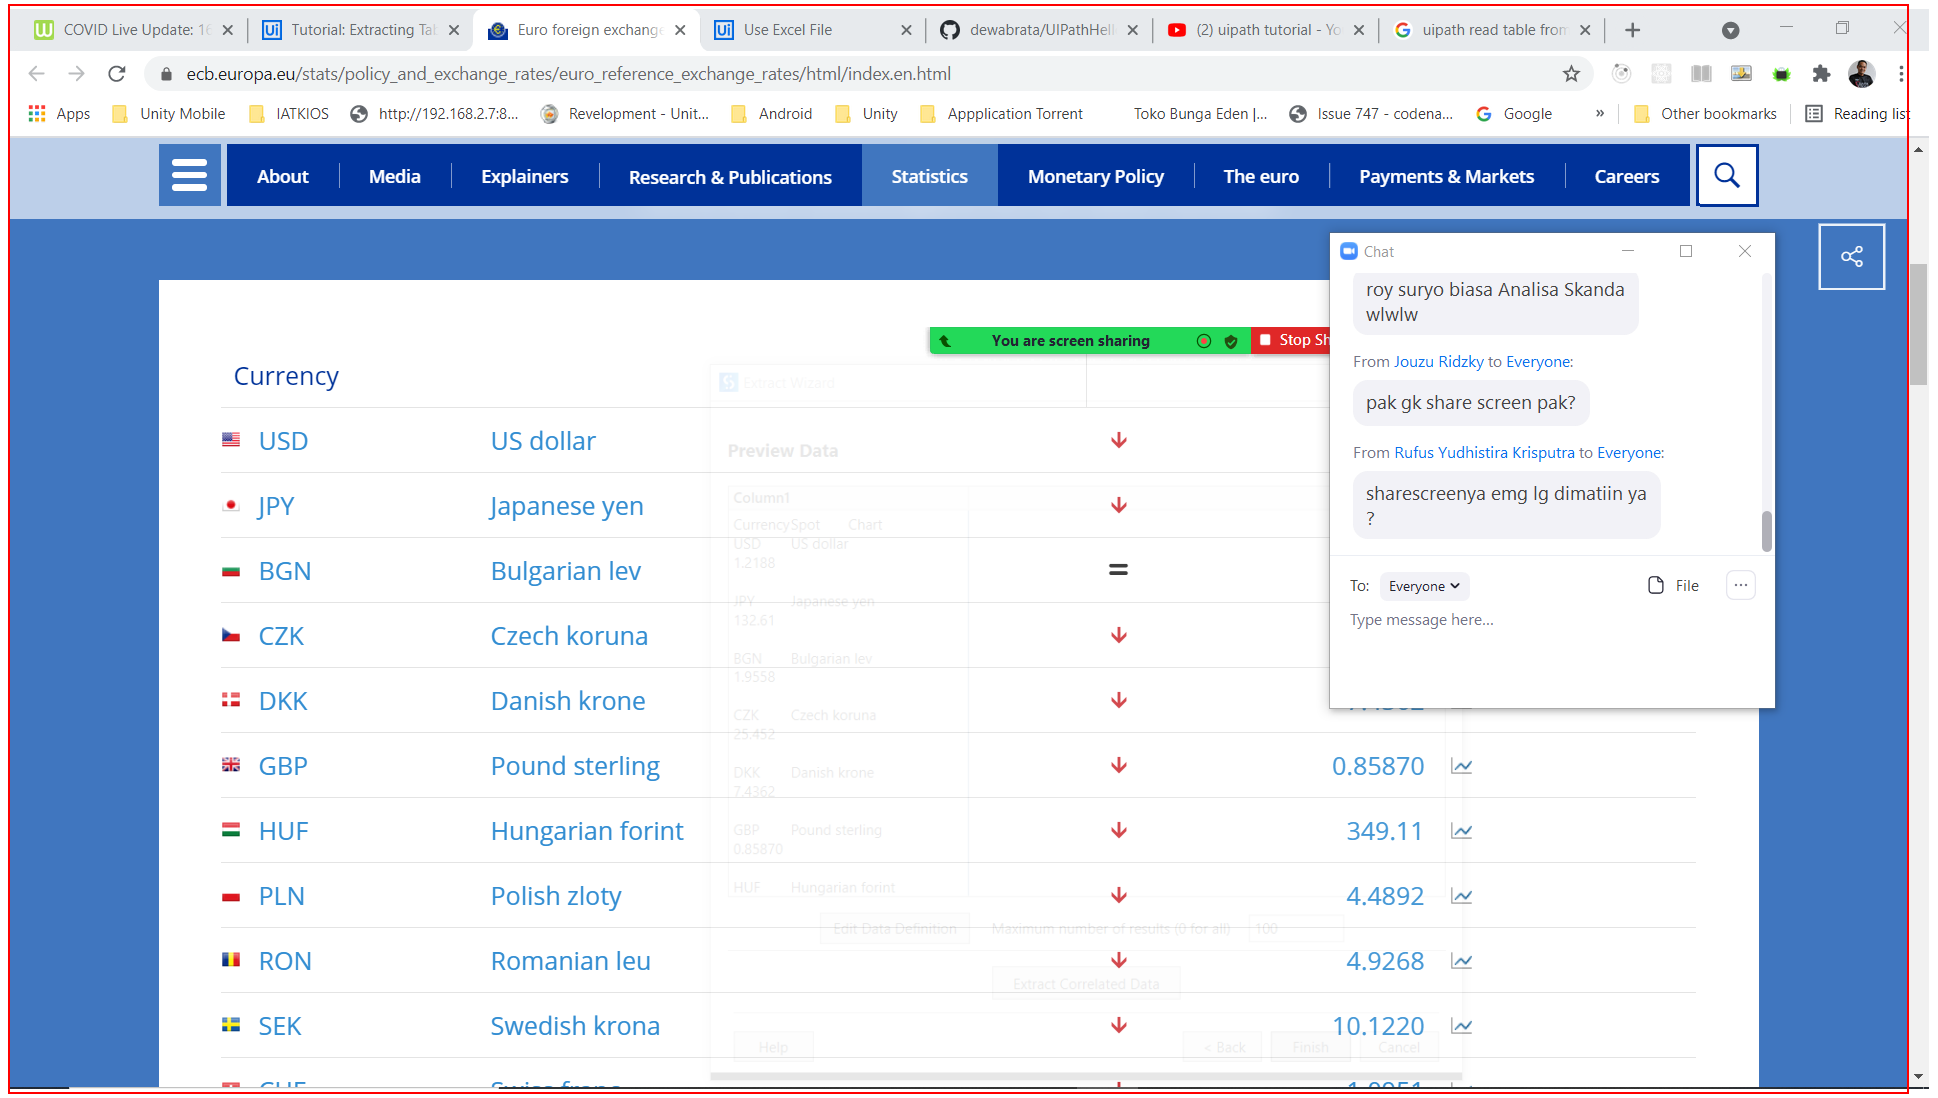 COVID Live Update: 16
Tutorial: Extracting Tab
Euro foreign exchange
Use Excel File
dewabrata/UIPathHell
(2) uipath tutorial - Yo
uipath read table from
ecb.europa.eu/stats/policy_and_exchange_rates/euro_reference_exchange_rates/html/index.en.html
Apps
Unity Mobile
IATKIOS
http://192.168.2.7:8...
Revelopment - Unit...
Android
Unity
Appplication Torrent
Toko Bunga Eden |...
Issue 747 - codena...
Google
»
Other bookmarks
Reading list
About
Media
Explainers
Research & Publications
Statistics
Monetary Policy
The euro
Payments & Markets
Careers
You are screen sharing
Stop Sh
Currency
USD US dollar
JPY Japanese yen
BGN Bulgarian lev
=
CZK Czech koruna
DKK Danish krone
GBP Pound sterling 0.85870
HUF Hungarian forint 349.11
PLN Polish zloty 4.4892
RON Romanian leu 4.9268
SEK Swedish krona 10.1220
Extract Wizard
Preview Data
Column1
Currency Spot Chart
USD US dollar
1.2188
JPY Japanese yen
132.61
BGN Bulgarian lev
1.9558
CZK Czech koruna
25.452
DKK Danish krone
7.4362
GBP Pound sterling
0.85870
HUF Hungarian forint
Edit Data Definition
Maximum number of results (0 for all) 100
Extract Correlated Data
Help
< Back
Finish
Cancel
Chat
roy suryo biasa Analisa Skanda
wlwlw
From Jouzu Ridzky to Everyone:
pak gk share screen pak?
From Rufus Yudhistira Krisputra to Everyone:
sharescreenya emg lg dimatiin ya
?
To: Everyone
File
Type message here...